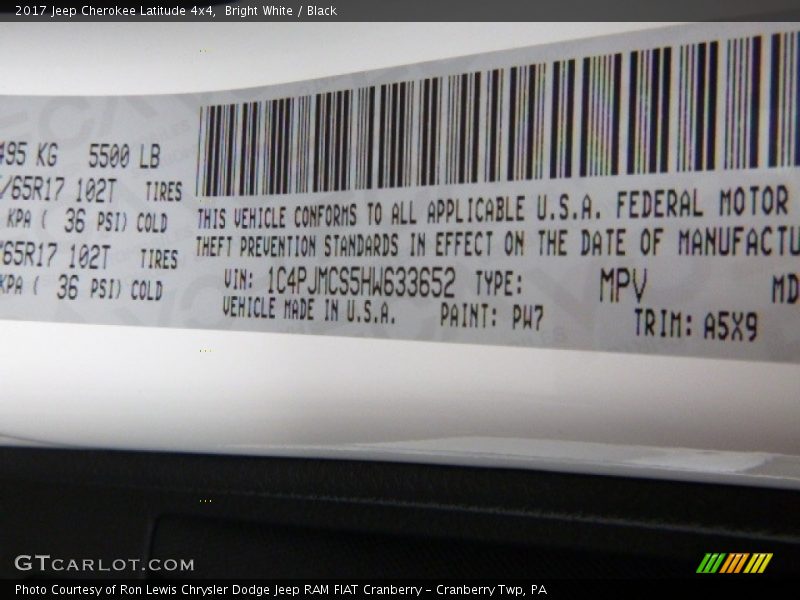 2017 Jeep Cherokee Latitude 4x4,  Bright White / Black
495 KG 5500 LB
/65R17 102T TIRES
KPA ( 36 PSI) COLD
65R17 102T TIRES
KPA ( 36 PSI) COLD
THIS VEHICLE CONFORMS TO ALL APPLICABLE U.S.A. FEDERAL MOTOR
THEFT PREVENTION STANDARDS IN EFFECT ON THE DATE OF MANUFACTU
VIN: 1C4PJMCS5HW633652 TYPE: MPV MD
VEHICLE MADE IN U.S.A. PAINT: PW7 TRIM: A5X9
GTCARLOT.COM
Photo Courtesy of Ron Lewis Chrysler Dodge Jeep RAM FIAT Cranberry – Cranberry Twp, PA